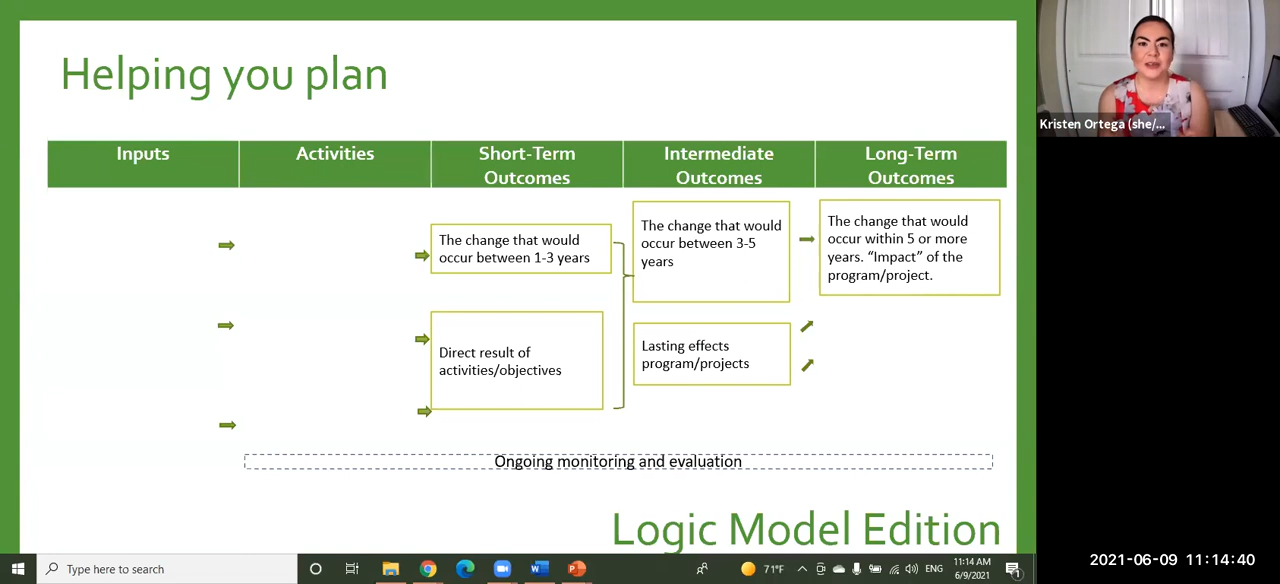 Helping you plan
Inputs
Activities
Short-Term
Outcomes
Intermediate
Outcomes
Long-Term
Outcomes
The change that would
occur between 1-3 years
Direct result of
activities/objectives
The change that would
occur between 3-5
years
Lasting effects
program/projects
The change that would
occur within 5 or more
years. “Impact” of the
program/project.
Ongoing monitoring and evaluation
Logic Model Edition
Kristen Ortega (she/...
Type here to search
71°F
ENG
11:14 AM
6/9/2021
1
2021-06-09 11:14:40